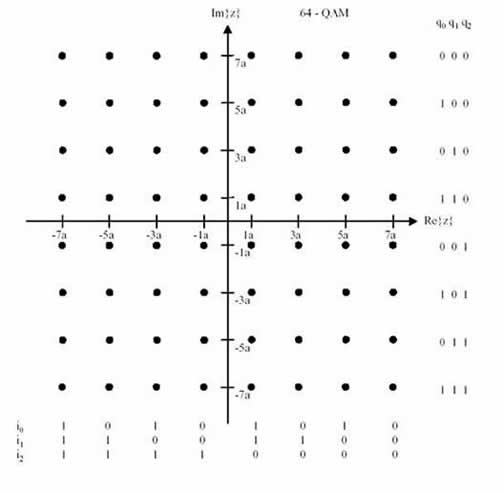 Im{z} 64 - QAM
q0 q1 q2
7a 0 0 0
5a 1 0 0
3a 0 1 0
1a 1 1 0
Re{z}
-7a -5a -3a -1a 1a 3a 5a 7a
-1a 0 0 1
-3a 1 0 1
-5a 0 1 1
-7a 1 1 1
i0 1 0 1 0 1 0 1 0
i1 1 1 0 0 1 1 0 0
i2 1 1 1 1 0 0 0 0